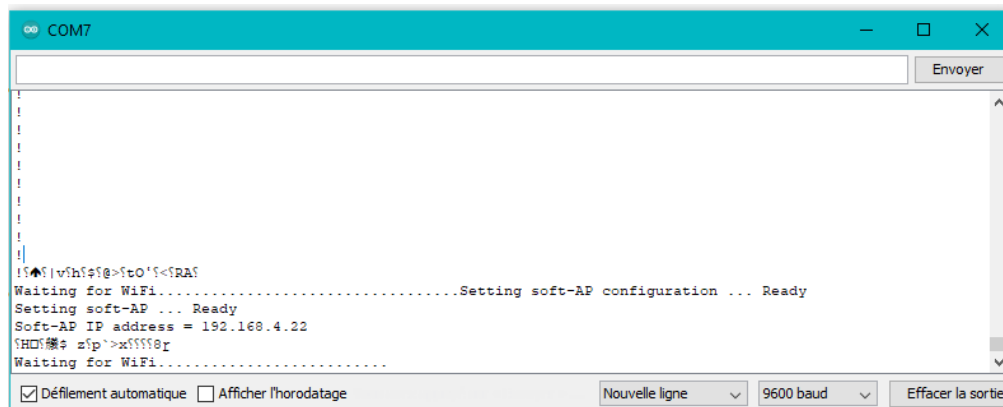 COM7
Envoyer
!
!
!
!
!
!
!
!
!
!
Waiting for WiFi...................................Setting soft-AP configuration ... Ready
Setting soft-AP ... Ready
Soft-AP IP address = 192.168.4.22
Waiting for WiFi...........................
Défilement automatique Afficher l'horodatage Nouvelle ligne 9600 baud Effacer la sortie